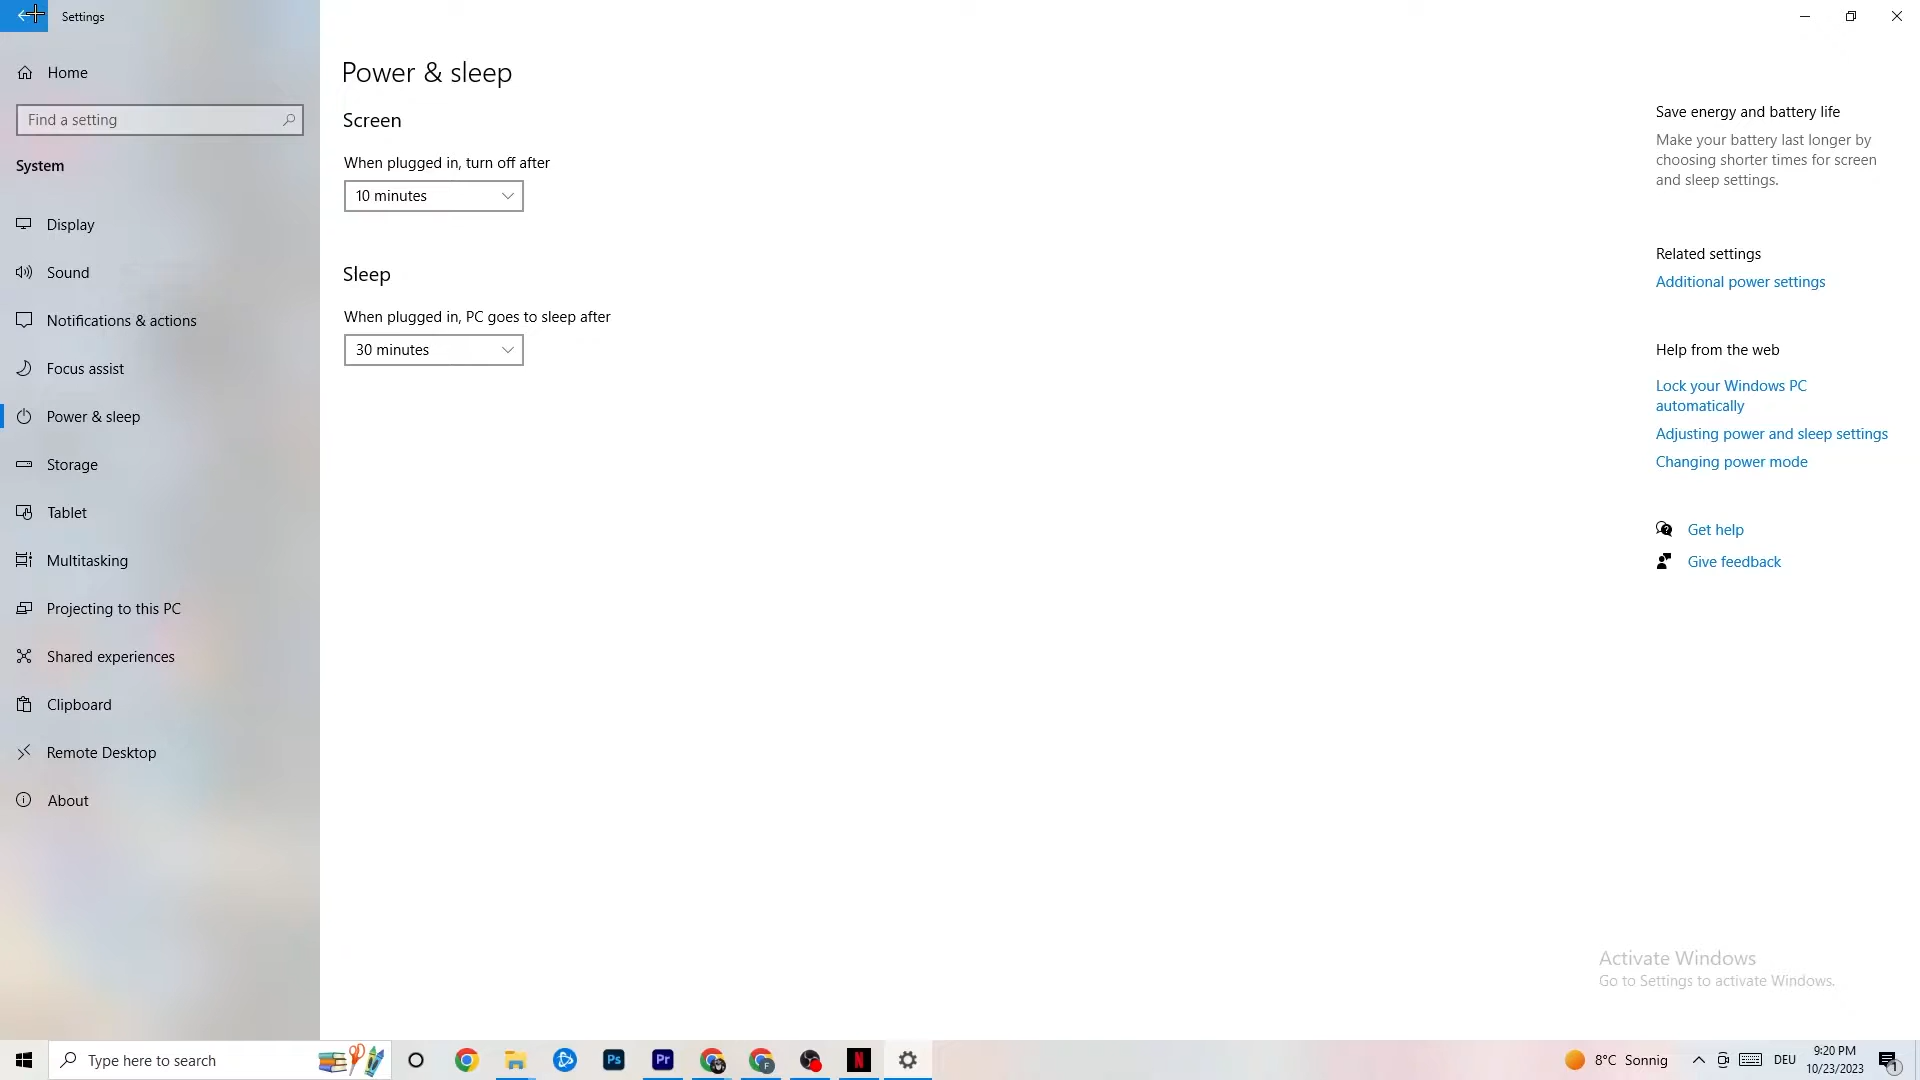 Settings
Home
Find a setting
System
Display
Sound
Notifications & actions
Focus assist
Power & sleep
Storage
Tablet
Multitasking
Projecting to this PC
Shared experiences
Clipboard
Remote Desktop
About
Power & sleep
Screen
When plugged in, turn off after
10 minutes
Sleep
When plugged in, PC goes to sleep after
30 minutes
Save energy and battery life
Make your battery last longer by
choosing shorter times for screen
and sleep settings.
Related settings
Additional power settings
Help from the web
Lock your Windows PC
automatically
Adjusting power and sleep settings
Changing power mode
Get help
Give feedback
Activate Windows
Go to Settings to activate Windows.
Type here to search
Ps
Pr
F
N
8°C Sonnig
DEU
9:20 PM
10/23/2023
1